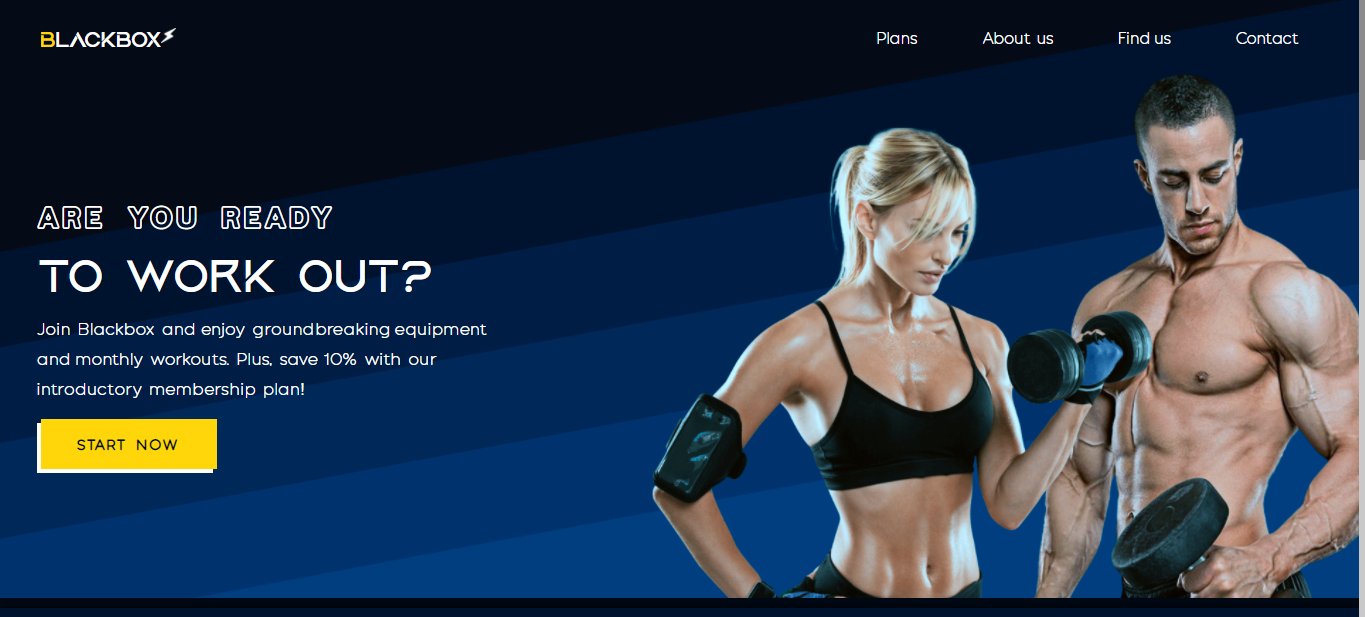 BLACKBOX
Plans About us Find us Contact
ARE YOU READY
TO WORK OUT?
Join Blackbox and enjoy groundbreaking equipment
and monthly workouts. Plus, save 10% with our
introductory membership plan!
START NOW